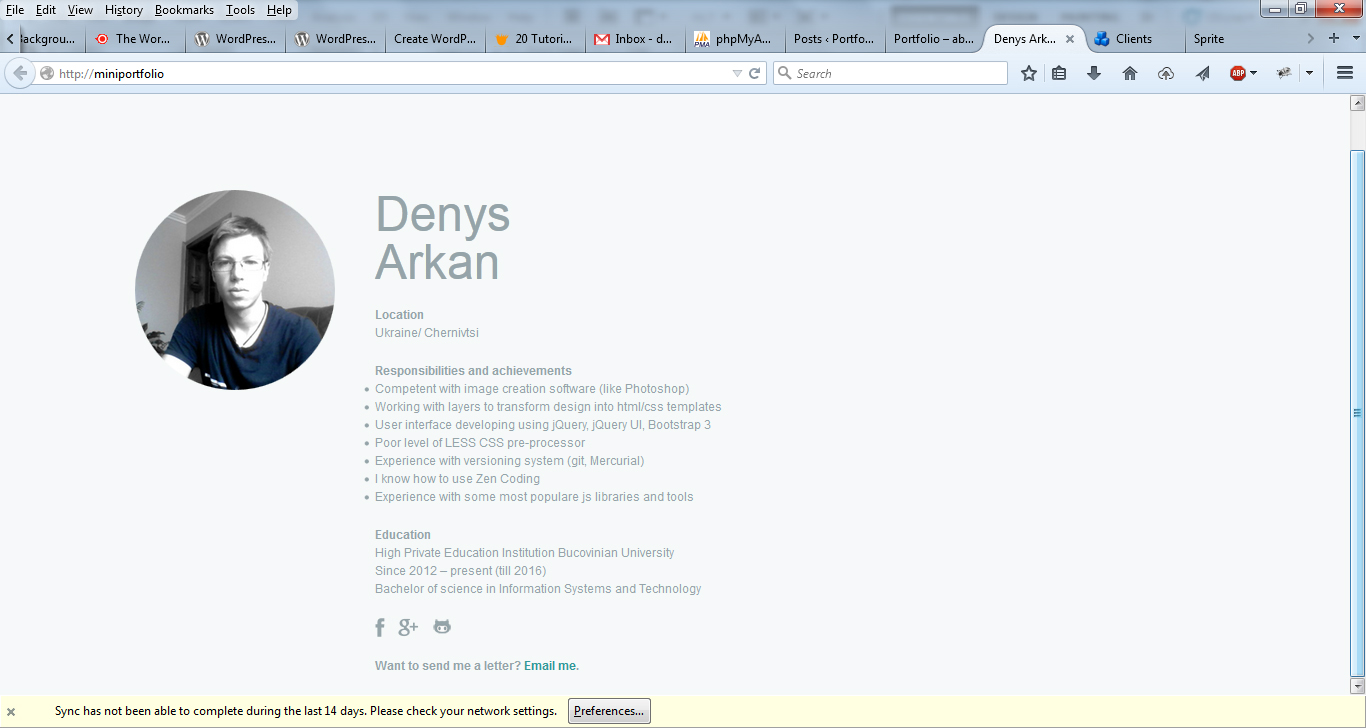 File Edit View History Bookmarks Tools Help
ackgrou... The Wor... WordPres... WordPres... Create WordP... 20 Tutori... Inbox - d... phpMyA... Posts ‹ Portfo... Portfolio – ab... Denys Ark... Clients Sprite
http://miniportfolio
Search
ABP
Denys
Arkan
Location
Ukraine/ Chernivtsi
Responsibilities and achievements
• Competent with image creation software (like Photoshop)
• Working with layers to transform design into html/css templates
• User interface developing using jQuery, jQuery UI, Bootstrap 3
• Poor level of LESS CSS pre-processor
• Experience with versioning system (git, Mercurial)
• I know how to use Zen Coding
• Experience with some most populare js libraries and tools
Education
High Private Education Institution Bucovinian University
Since 2012 – present (till 2016)
Bachelor of science in Information Systems and Technology
Want to send me a letter? Email me.
Sync has not been able to complete during the last 14 days. Please check your network settings. Preferences...